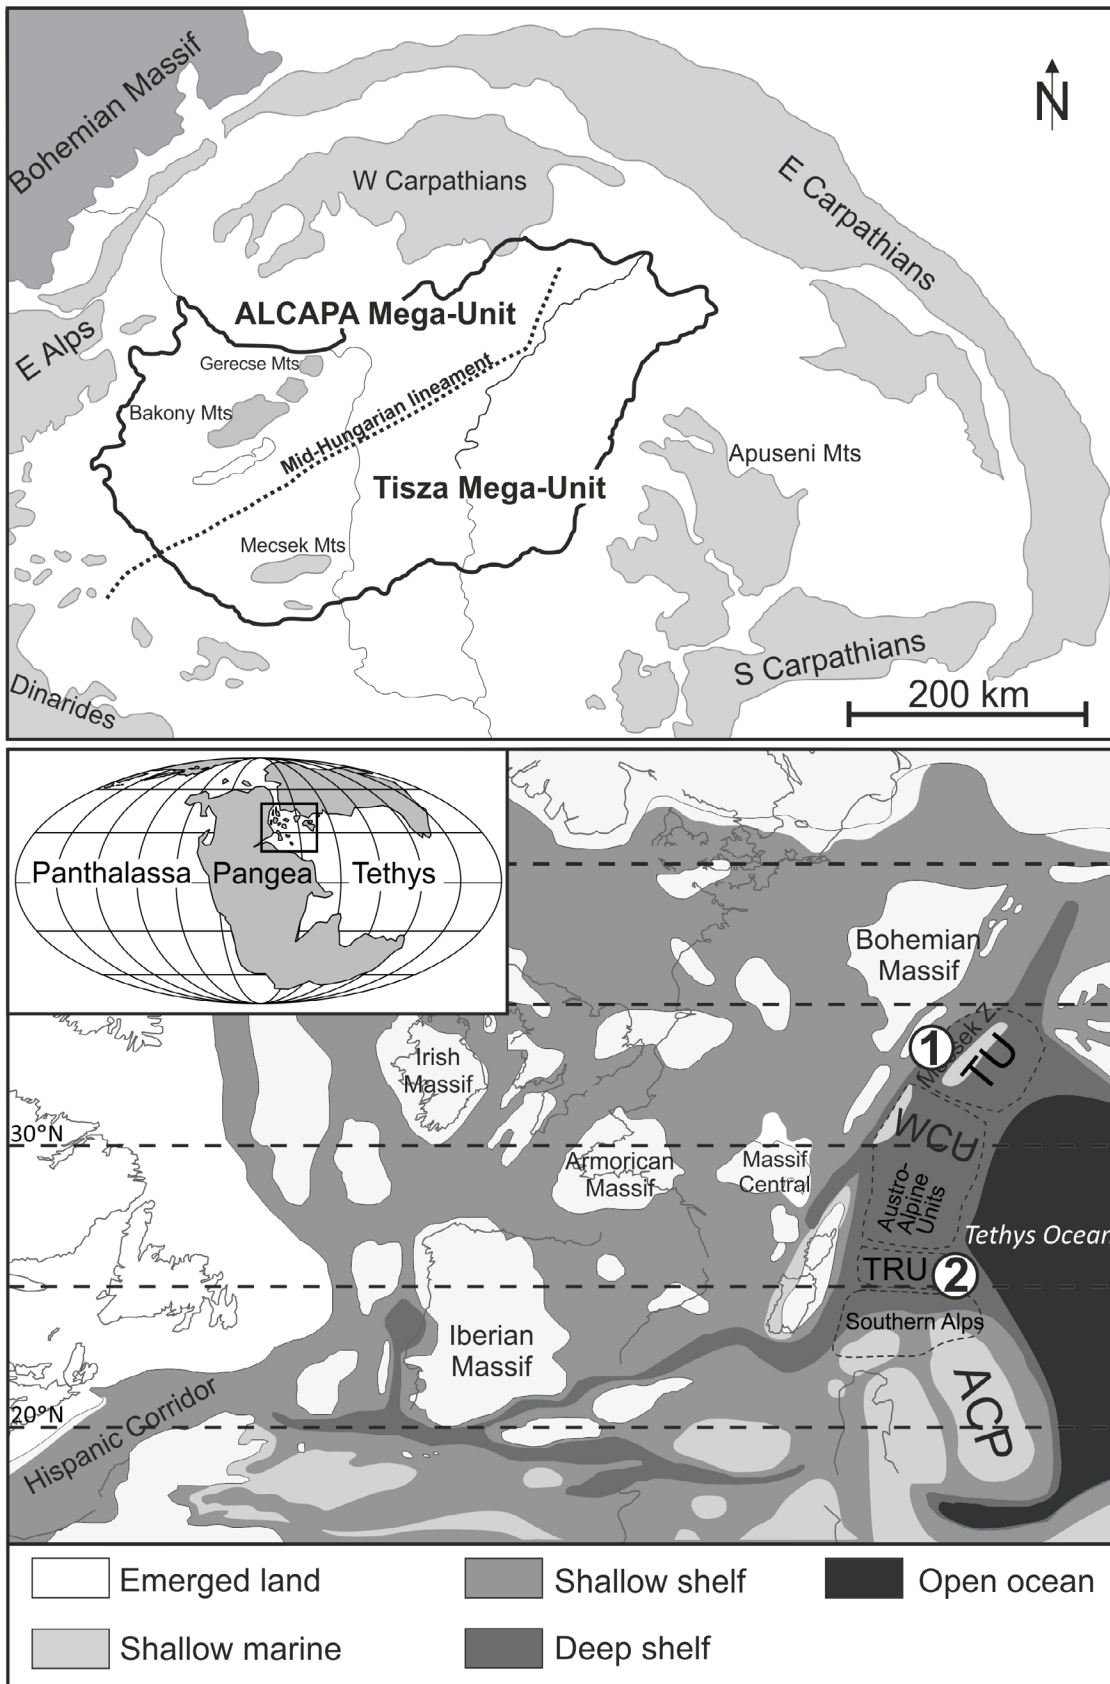 Bohemian Massif
N
W Carpathians
E Carpathians
ALCAPA Mega-Unit
E Alps
Gerecse Mts
Bakony Mts
Mid-Hungarian lineament
Apuseni Mts
Tisza Mega-Unit
Mecsek Mts
S Carpathians
Dinarides
200 km
Panthalassa
Pangea
Tethys
Bohemian
Massif
1
Mecsek Z.
TU
Irish
Massif
30°N
WCU
Armorican
Massif
Massif
Central
Austro-
Alpine
Units
Tethys Ocean
TRU
2
Southern Alps
Iberian
Massif
ACP
20°N
Hispanic Corridor
Emerged land
Shallow shelf
Open ocean
Shallow marine
Deep shelf